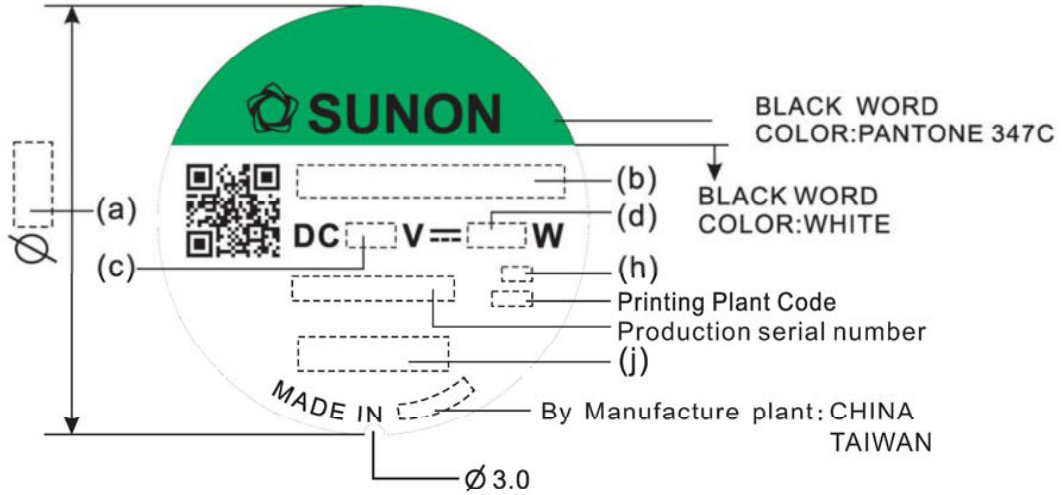 SUNON
BLACK WORD
COLOR:PANTONE 347C
BLACK WORD
COLOR:WHITE
(a)
Ø
(b)
DC V W
(d)
(c)
(h)
Printing Plant Code
Production serial number
(j)
MADE IN
By Manufacture plant: CHINA
TAIWAN
Ø 3.0